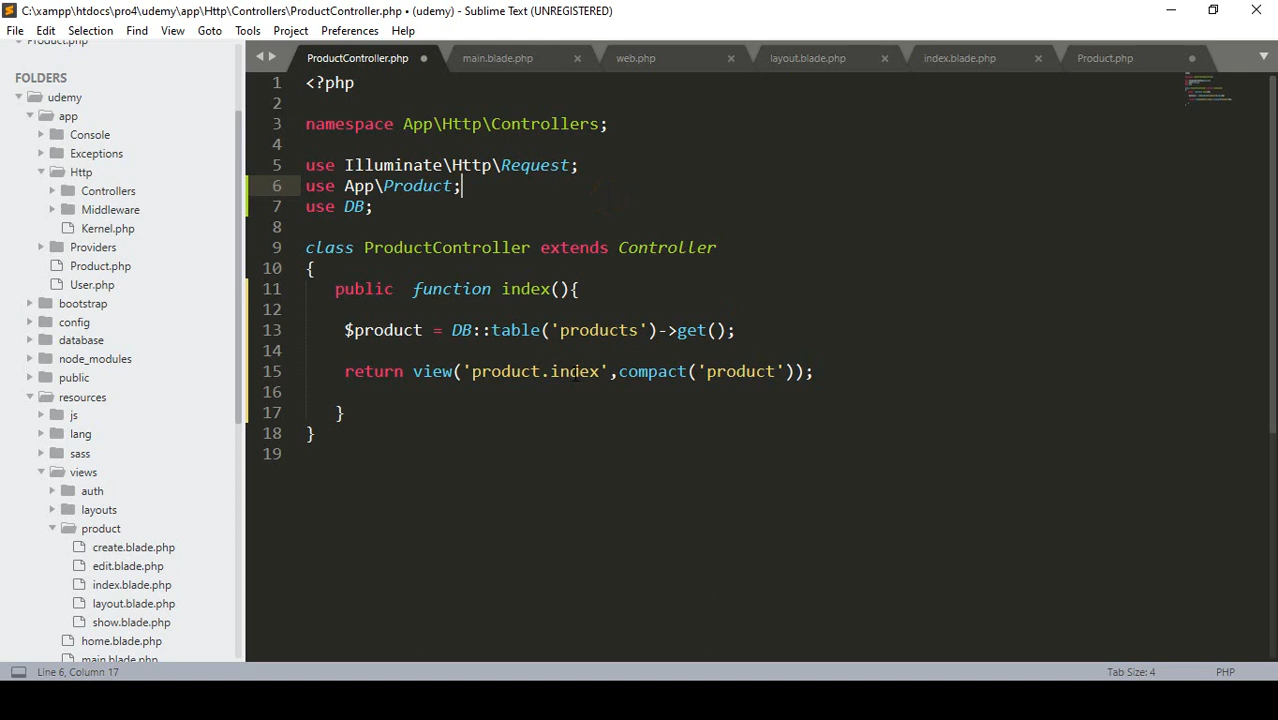 C:\xampp\htdocs\pro4\udemy\app\Http\Controllers\ProductController.php • (udemy) - Sublime Text (UNREGISTERED)
File Edit Selection Find View Goto Tools Project Preferences Help
Product.php
FOLDERS
udemy
app
Console
Exceptions
Http
Controllers
Middleware
Kernel.php
Providers
Product.php
User.php
bootstrap
config
database
node_modules
public
resources
js
lang
sass
views
auth
layouts
product
create.blade.php
edit.blade.php
index.blade.php
layout.blade.php
show.blade.php
home.blade.php
main.blade.php
ProductController.php main.blade.php web.php layout.blade.php index.blade.php Product.php
1 <?php
2
3 namespace App\Http\Controllers;
4
5 use Illuminate\Http\Request;
6 use App\Product;
7 use DB;
8
9 class ProductController extends Controller
10 {
11 public  function index(){
12
13 $product = DB::table('products')->get();
14
15 return view('product.index',compact('product'));
16
17 }
18 }
19
Line 6, Column 17 Tab Size: 4 PHP